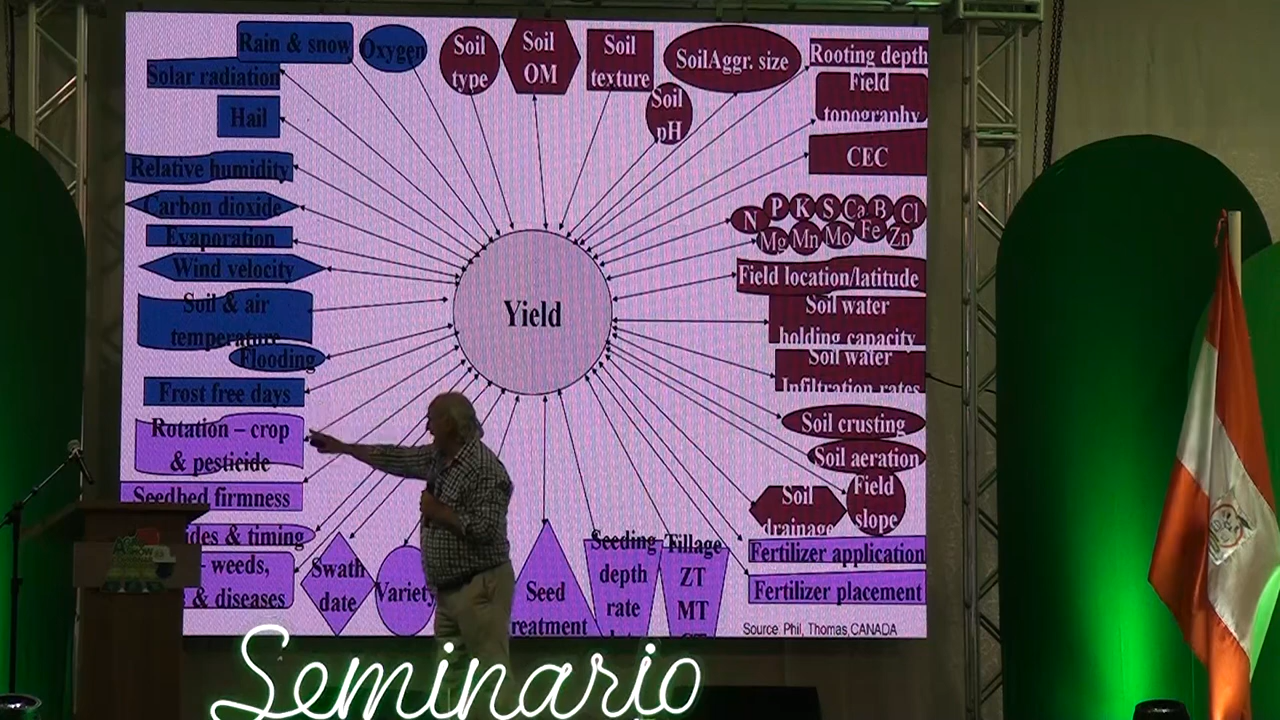 Rain & snow
Oxygen
Soil
type
Soil
OM
Soil
texture
SoilAggr. size
Rooting depth
Solar radiation
Field
topography
Hail
Soil
pH
CEC
Relative humidity
Carbon dioxide
N P K S Ca B Cl
Mg Mn Mo Fe Zn
Evaporation
Wind velocity
Field location/latitude
Soil & air
temperature
Soil water
holding capacity
Yield
Flooding
Soil water
Infiltration rates
Frost free days
Rotation – crop
& pesticide
Soil crusting
Soil aeration
Seedbed firmness
Soil
drainage
Field
slope
& timing
– weeds,
& diseases
Swath
date
Variety
Seed
Seeding
depth
rate
Tillage
ZT
MT
Fertilizer application
Fertilizer placement
Source: Phil, Thomas,CANADA
SHOW
Seminario